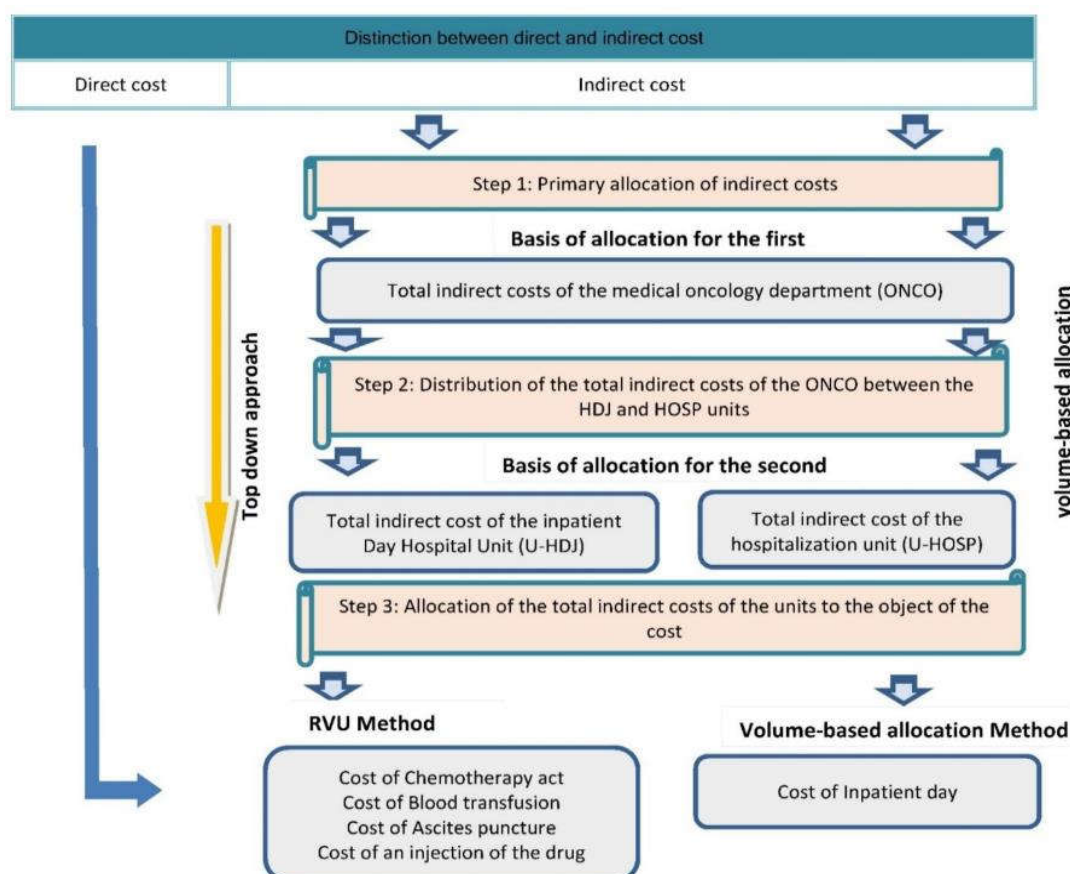 Distinction between direct and indirect cost
Direct cost
Indirect cost
Step 1: Primary allocation of indirect costs
Basis of allocation for the first
Total indirect costs of the medical oncology department (ONCO)
Step 2: Distribution of the total indirect costs of the ONCO between the
HDJ and HOSP units
Basis of allocation for the second
Total indirect cost of the inpatient
Day Hospital Unit (U-HDJ)
Total indirect cost of the
hospitalization unit (U-HOSP)
Step 3: Allocation of the total indirect costs of the units to the object of the
cost
Top down approach
volume-based allocation
RVU Method
Cost of Chemotherapy act
Cost of Blood transfusion
Cost of Ascites puncture
Cost of an injection of the drug
Volume-based allocation Method
Cost of Inpatient day